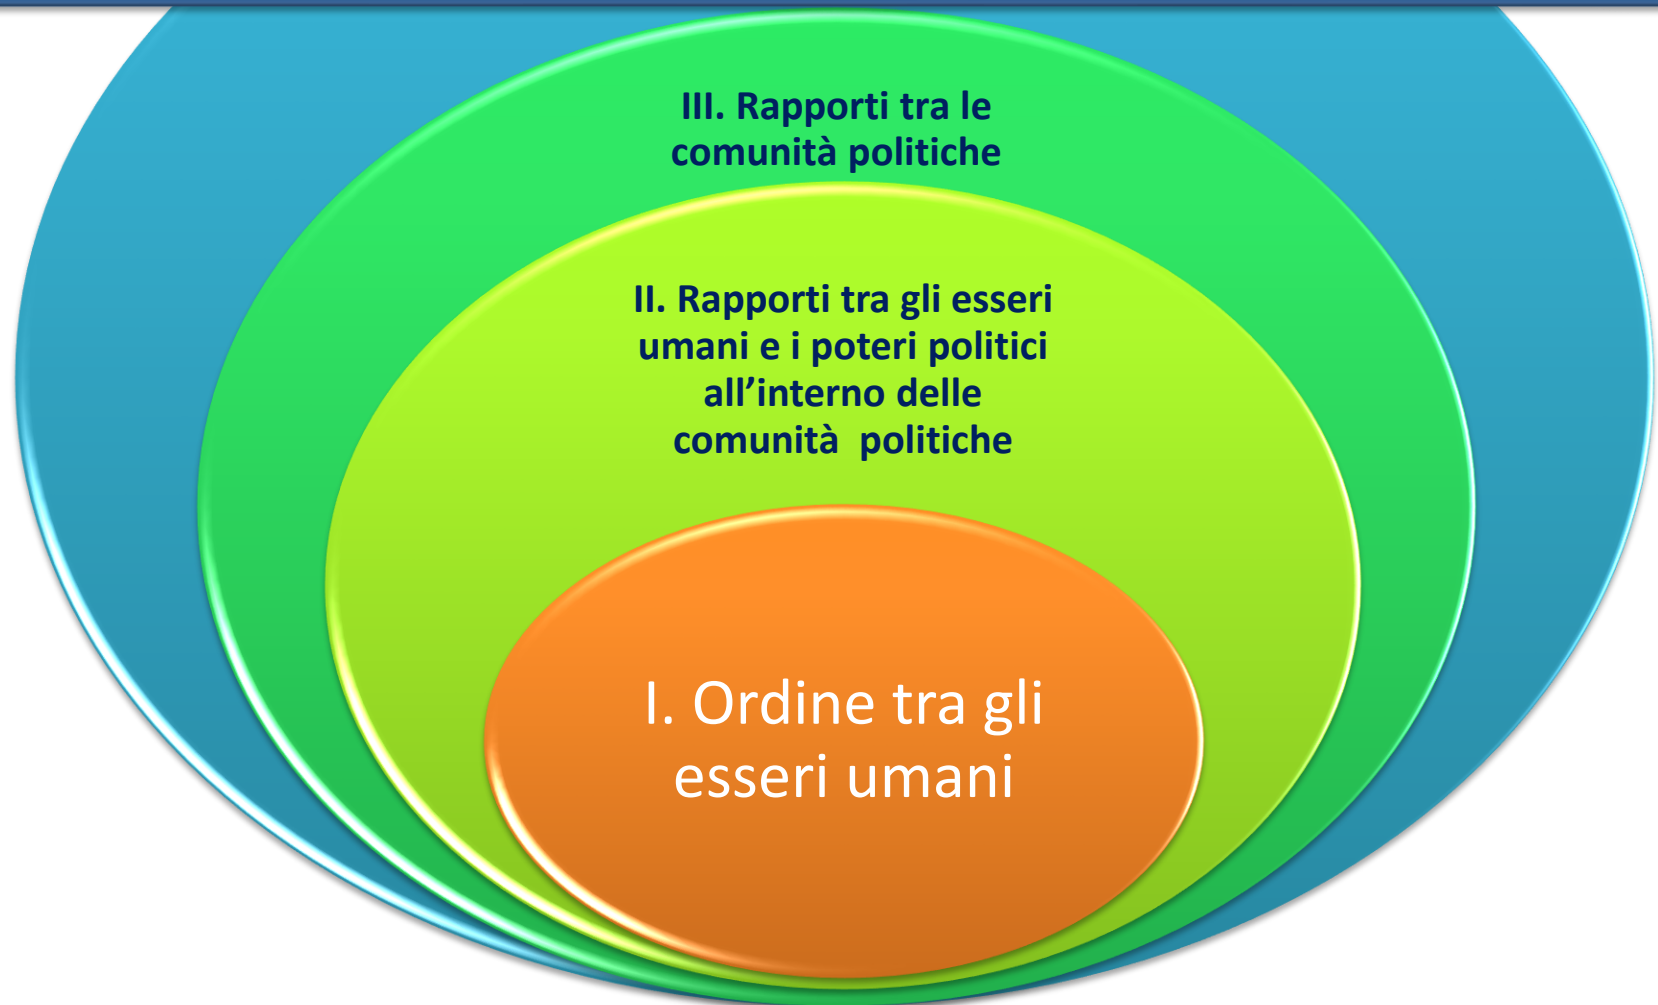 III. Rapporti tra le
comunità politiche
II. Rapporti tra gli esseri
umani e i poteri politici
all’interno delle
comunità  politiche
I. Ordine tra gli
esseri umani